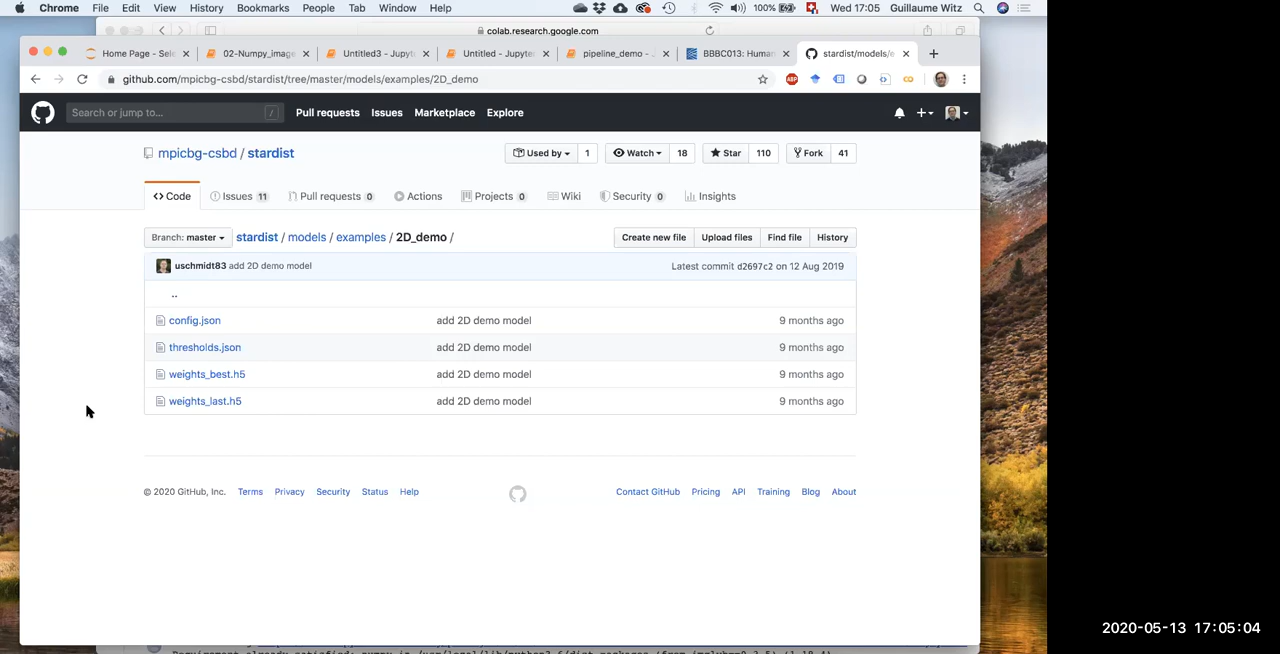 Chrome File Edit View History Bookmarks People Tab Window Help 100% Wed 17:05 Guillaume Witz
colab.research.google.com
Home Page - Sele 02-Numpy_image Untitled3 - Jupyt Untitled - Jupyte pipeline_demo - J BBBC013: Human stardist/models/e
github.com/mpicbg-csbd/stardist/tree/master/models/examples/2D_demo
ABP
Search or jump to... / Pull requests Issues Marketplace Explore
mpicbg-csbd / stardist Used by 1 Watch 18 Star 110 Fork 41
Code Issues 11 Pull requests 0 Actions Projects 0 Wiki Security 0 Insights
Branch: master stardist / models / examples / 2D_demo / Create new file Upload files Find file History
uschmidt83 add 2D demo model Latest commit d2697c2 on 12 Aug 2019
..
config.json add 2D demo model 9 months ago
thresholds.json add 2D demo model 9 months ago
weights_best.h5 add 2D demo model 9 months ago
weights_last.h5 add 2D demo model 9 months ago
© 2020 GitHub, Inc. Terms Privacy Security Status Help Contact GitHub Pricing API Training Blog About
2020-05-13 17:05:04